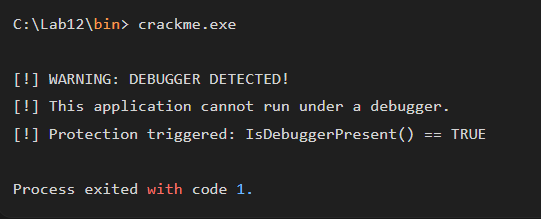 C:\Lab12\bin> crackme.exe
[!] WARNING: DEBUGGER DETECTED!
[!] This application cannot run under a debugger.
[!] Protection triggered: IsDebuggerPresent() == TRUE
Process exited with code 1.